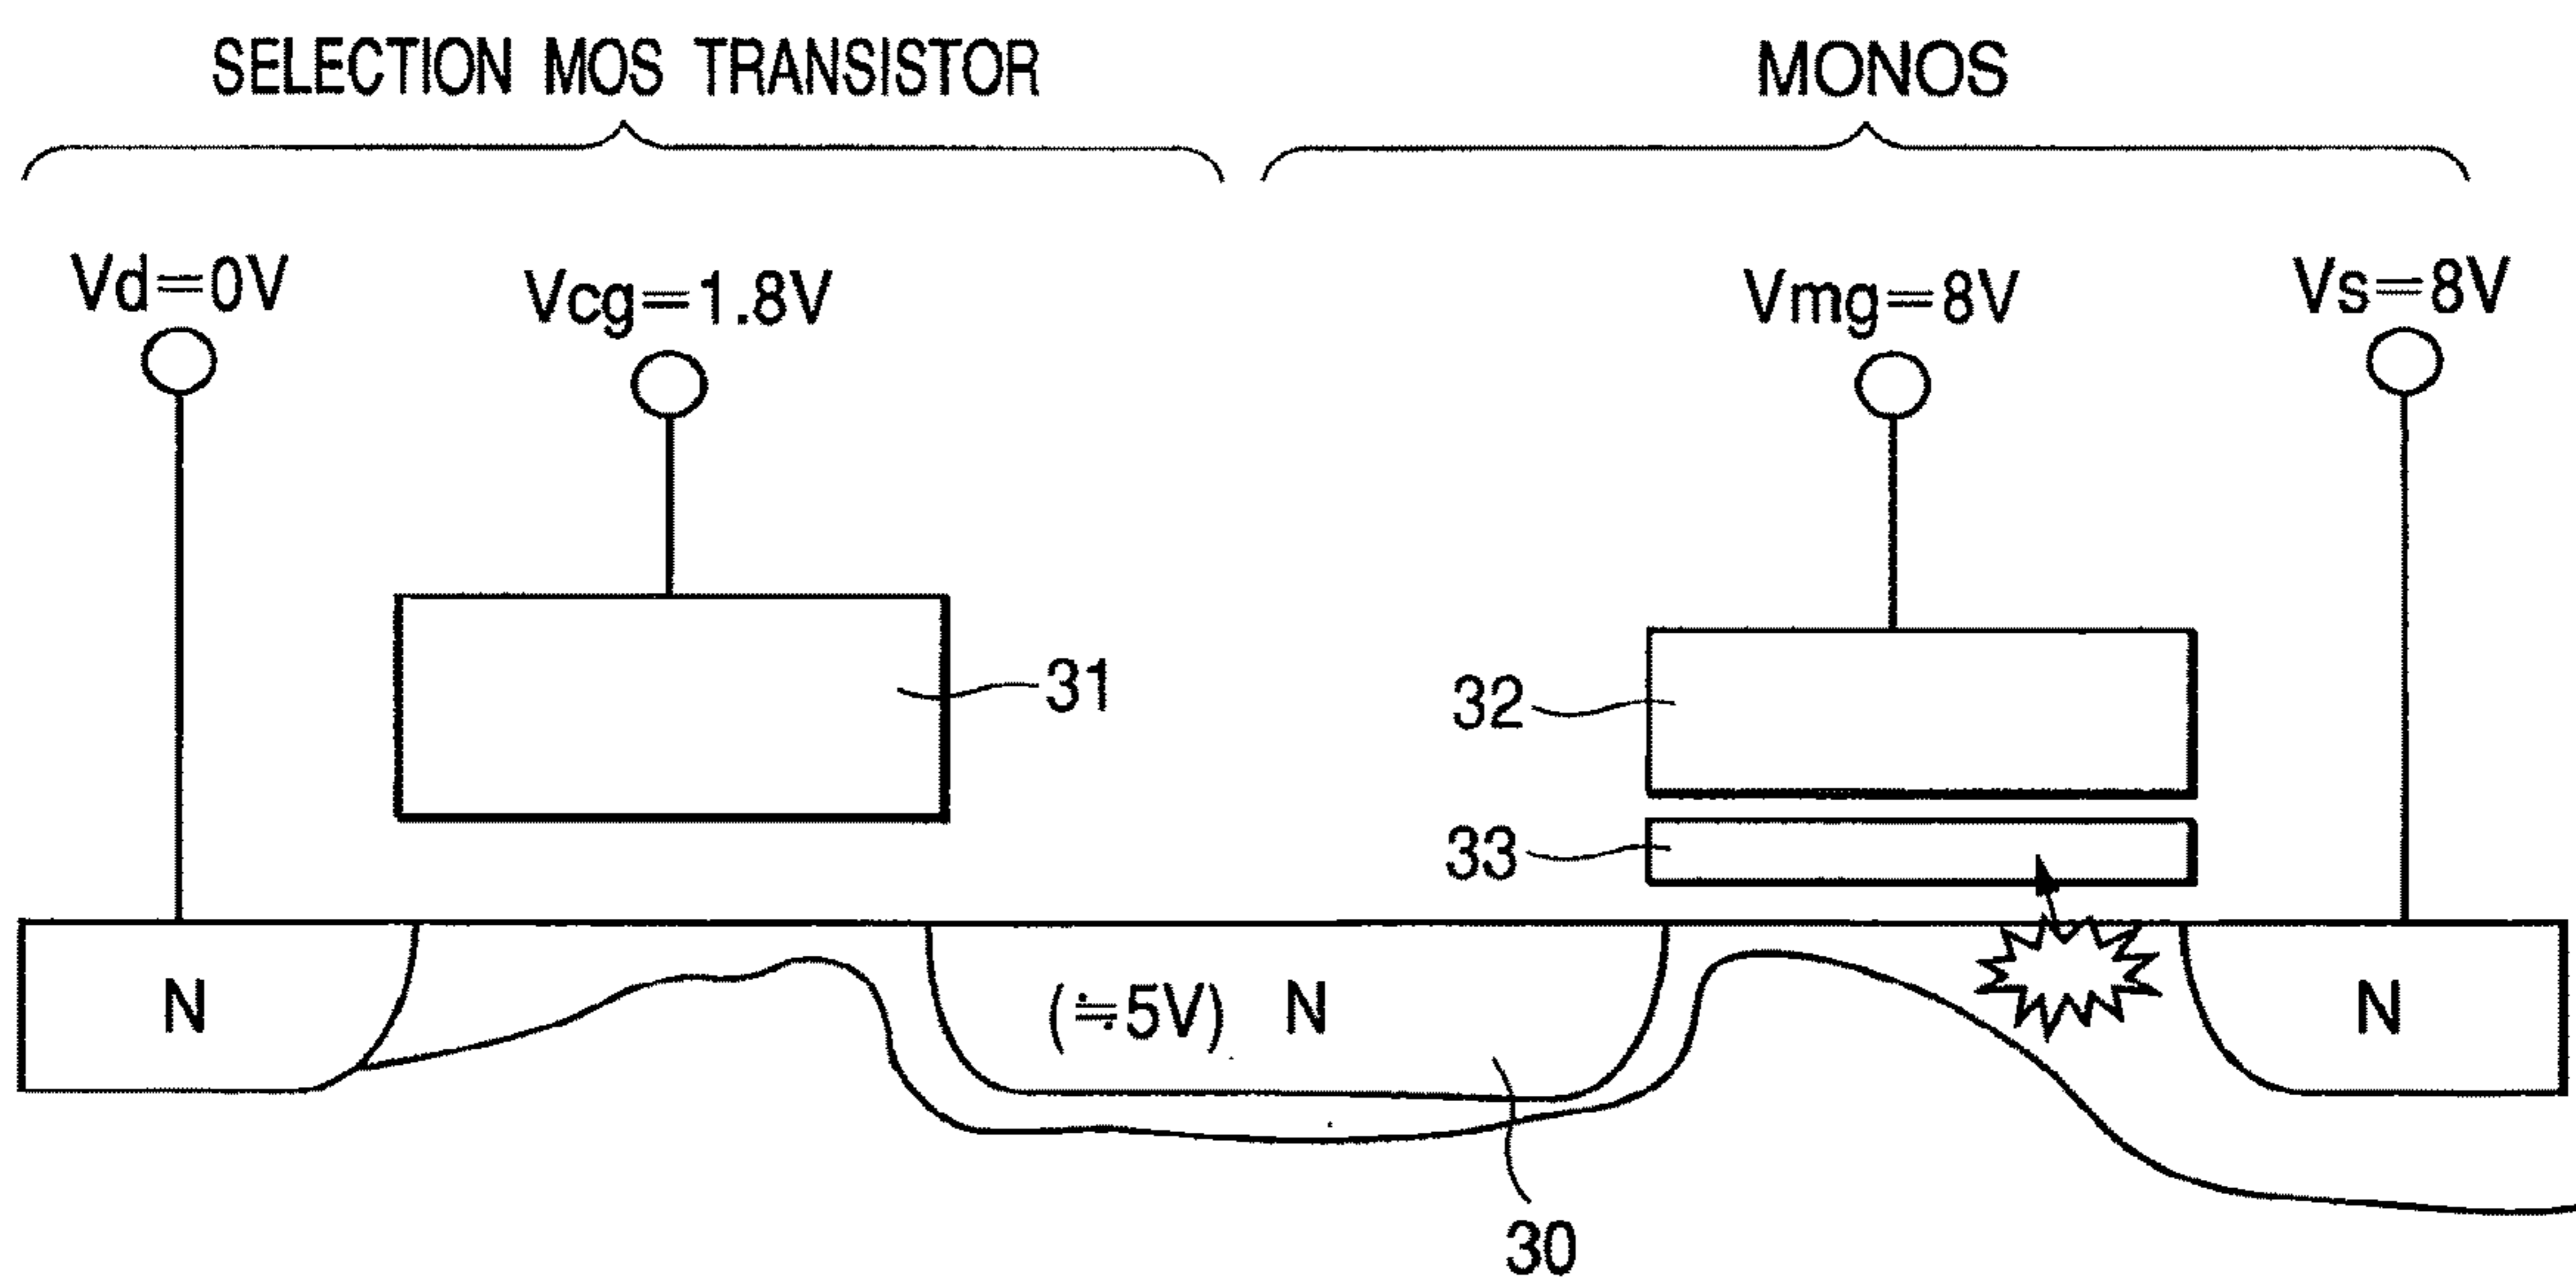 SELECTION MOS TRANSISTOR
MONOS
Vd=0V
Vcg=1.8V
Vmg=8V
Vs=8V
31
32
33
N
(≒5V) N
N
30